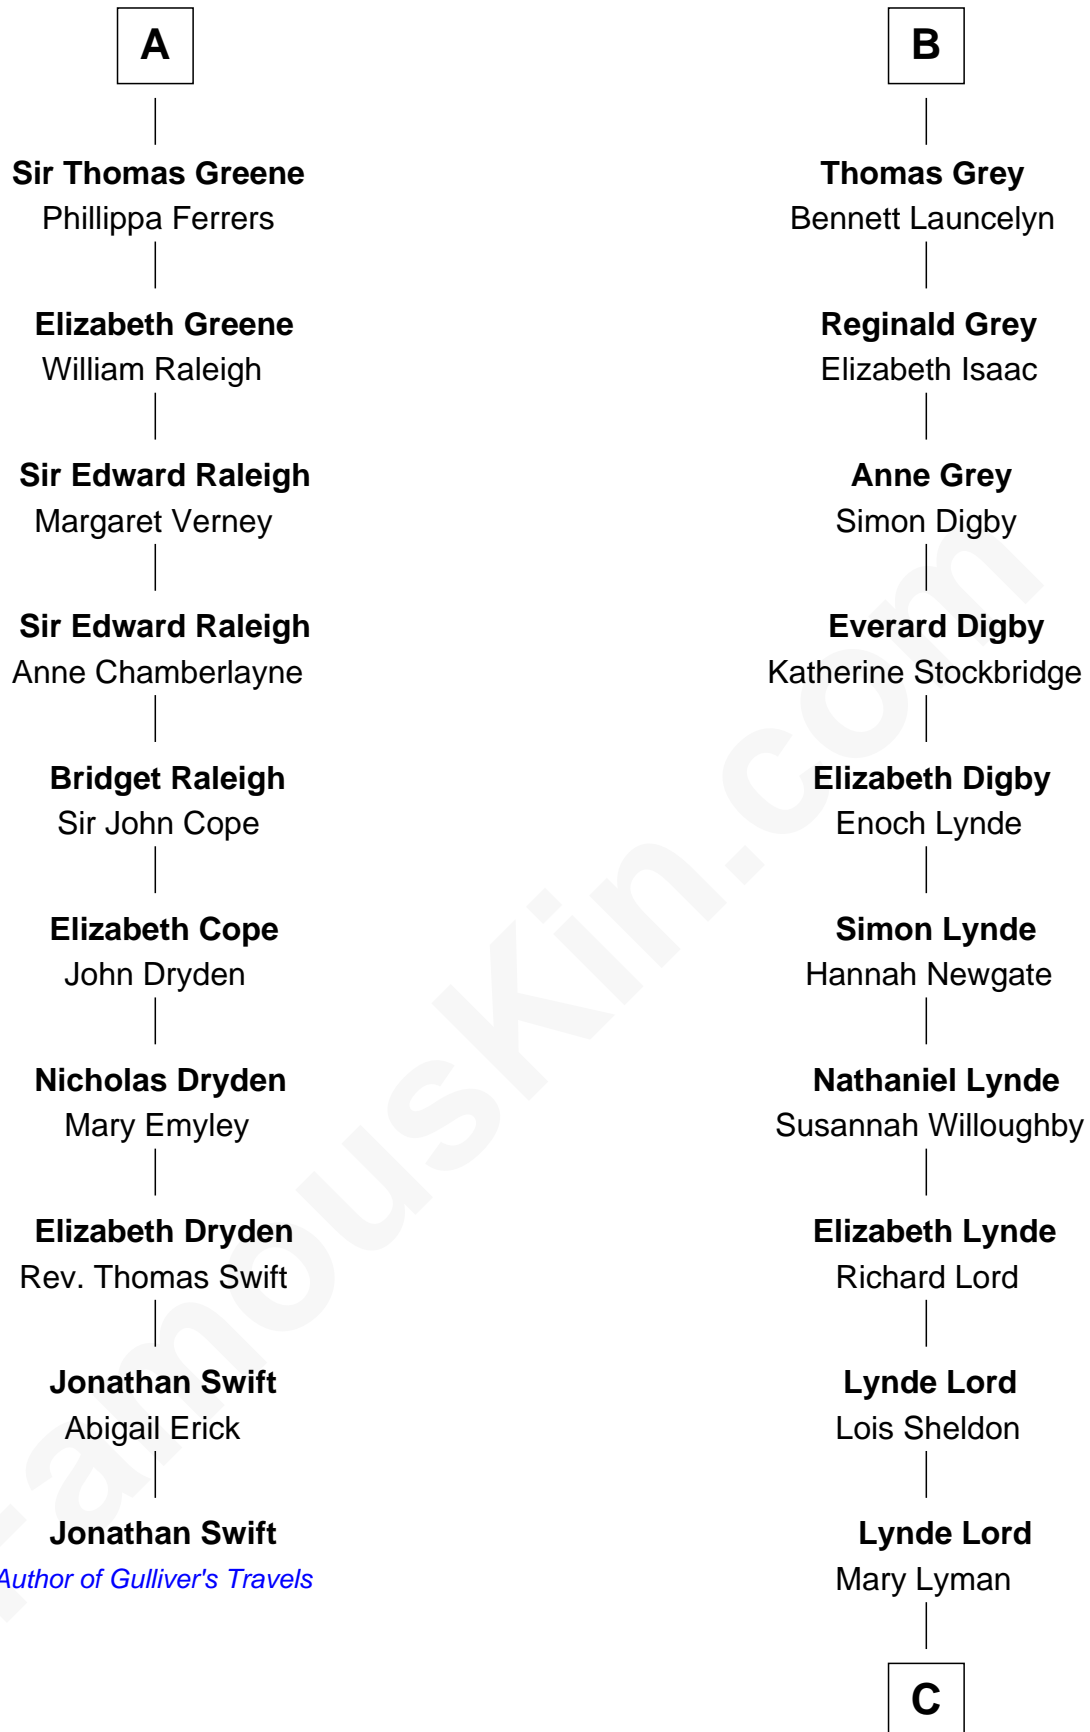 A
Sir Thomas Greene
Phillippa Ferrers
Elizabeth Greene
William Raleigh
Sir Edward Raleigh
Margaret Verney
Sir Edward Raleigh
Anne Chamberlayne
Bridget Raleigh
Sir John Cope
Elizabeth Cope
John Dryden
Nicholas Dryden
Mary Emyley
Elizabeth Dryden
Rev. Thomas Swift
Jonathan Swift
Abigail Erick
Jonathan Swift
Author of Gulliver's Travels
B
Thomas Grey
Bennett Launcelyn
Reginald Grey
Elizabeth Isaac
Anne Grey
Simon Digby
Everard Digby
Katherine Stockbridge
Elizabeth Digby
Enoch Lynde
Simon Lynde
Hannah Newgate
Nathaniel Lynde
Susannah Willoughby
Elizabeth Lynde
Richard Lord
Lynde Lord
Lois Sheldon
Lynde Lord
Mary Lyman
C
FamousKin.com